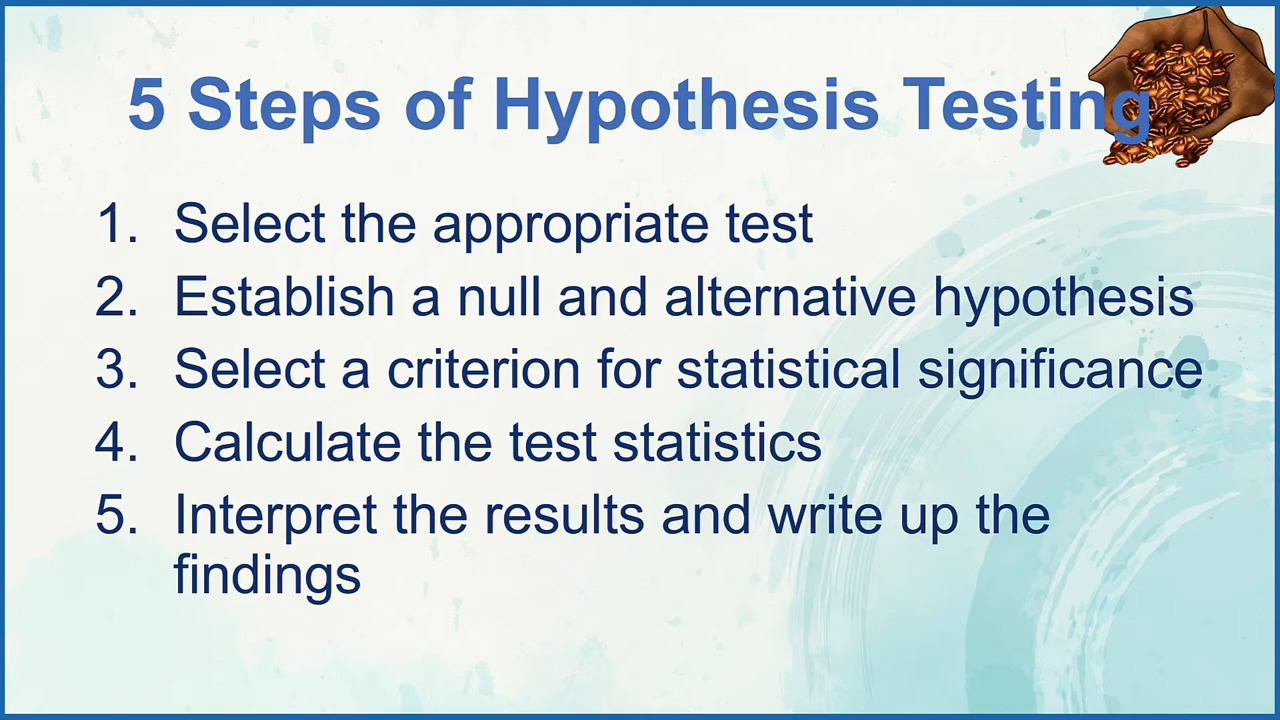 5 Steps of Hypothesis Testing
1. Select the appropriate test
2. Establish a null and alternative hypothesis
3. Select a criterion for statistical significance
4. Calculate the test statistics
5. Interpret the results and write up the
findings